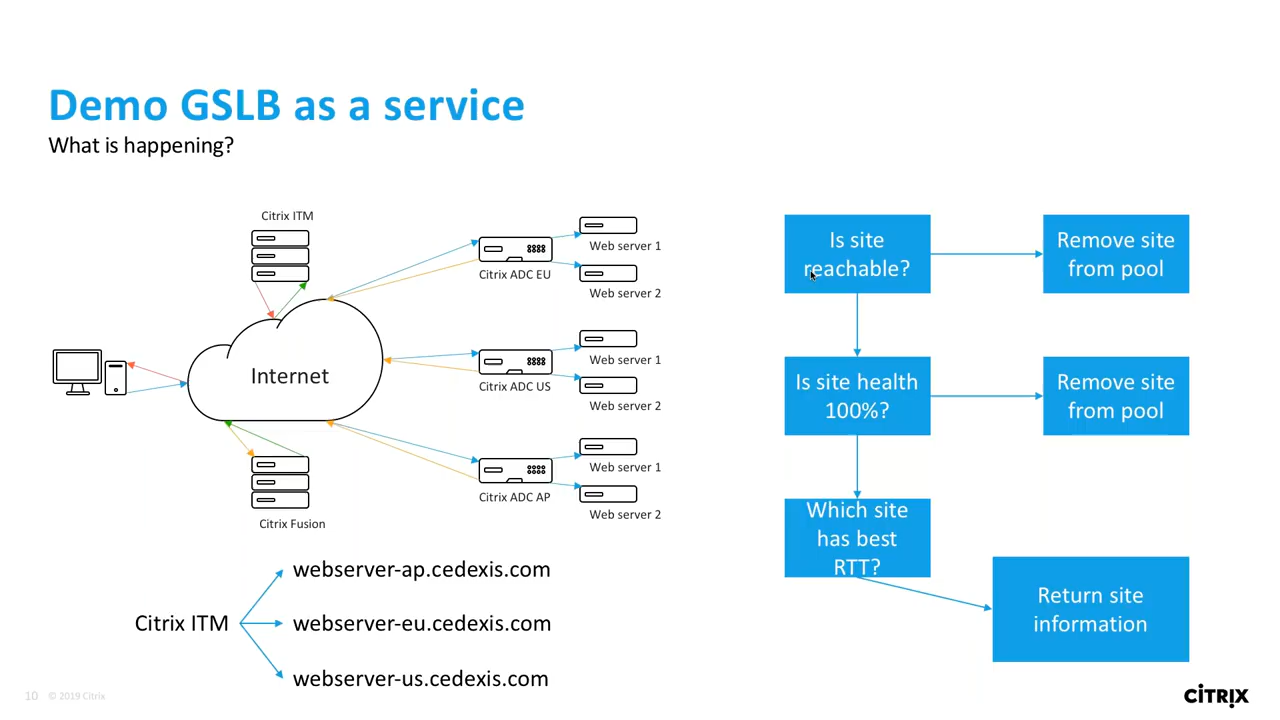 Demo GSLB as a service
What is happening?
Citrix ITM
Web server 1
Citrix ADC EU
Web server 2
Internet
Web server 1
Citrix ADC US
Web server 2
Web server 1
Citrix ADC AP
Web server 2
Citrix Fusion
Citrix ITM
webserver-ap.cedexis.com
webserver-eu.cedexis.com
webserver-us.cedexis.com
Is site
reachable?
Remove site
from pool
Is site health
100%?
Remove site
from pool
Which site
has best
RTT?
Return site
information
10 © 2019 Citrix
CİTRİX